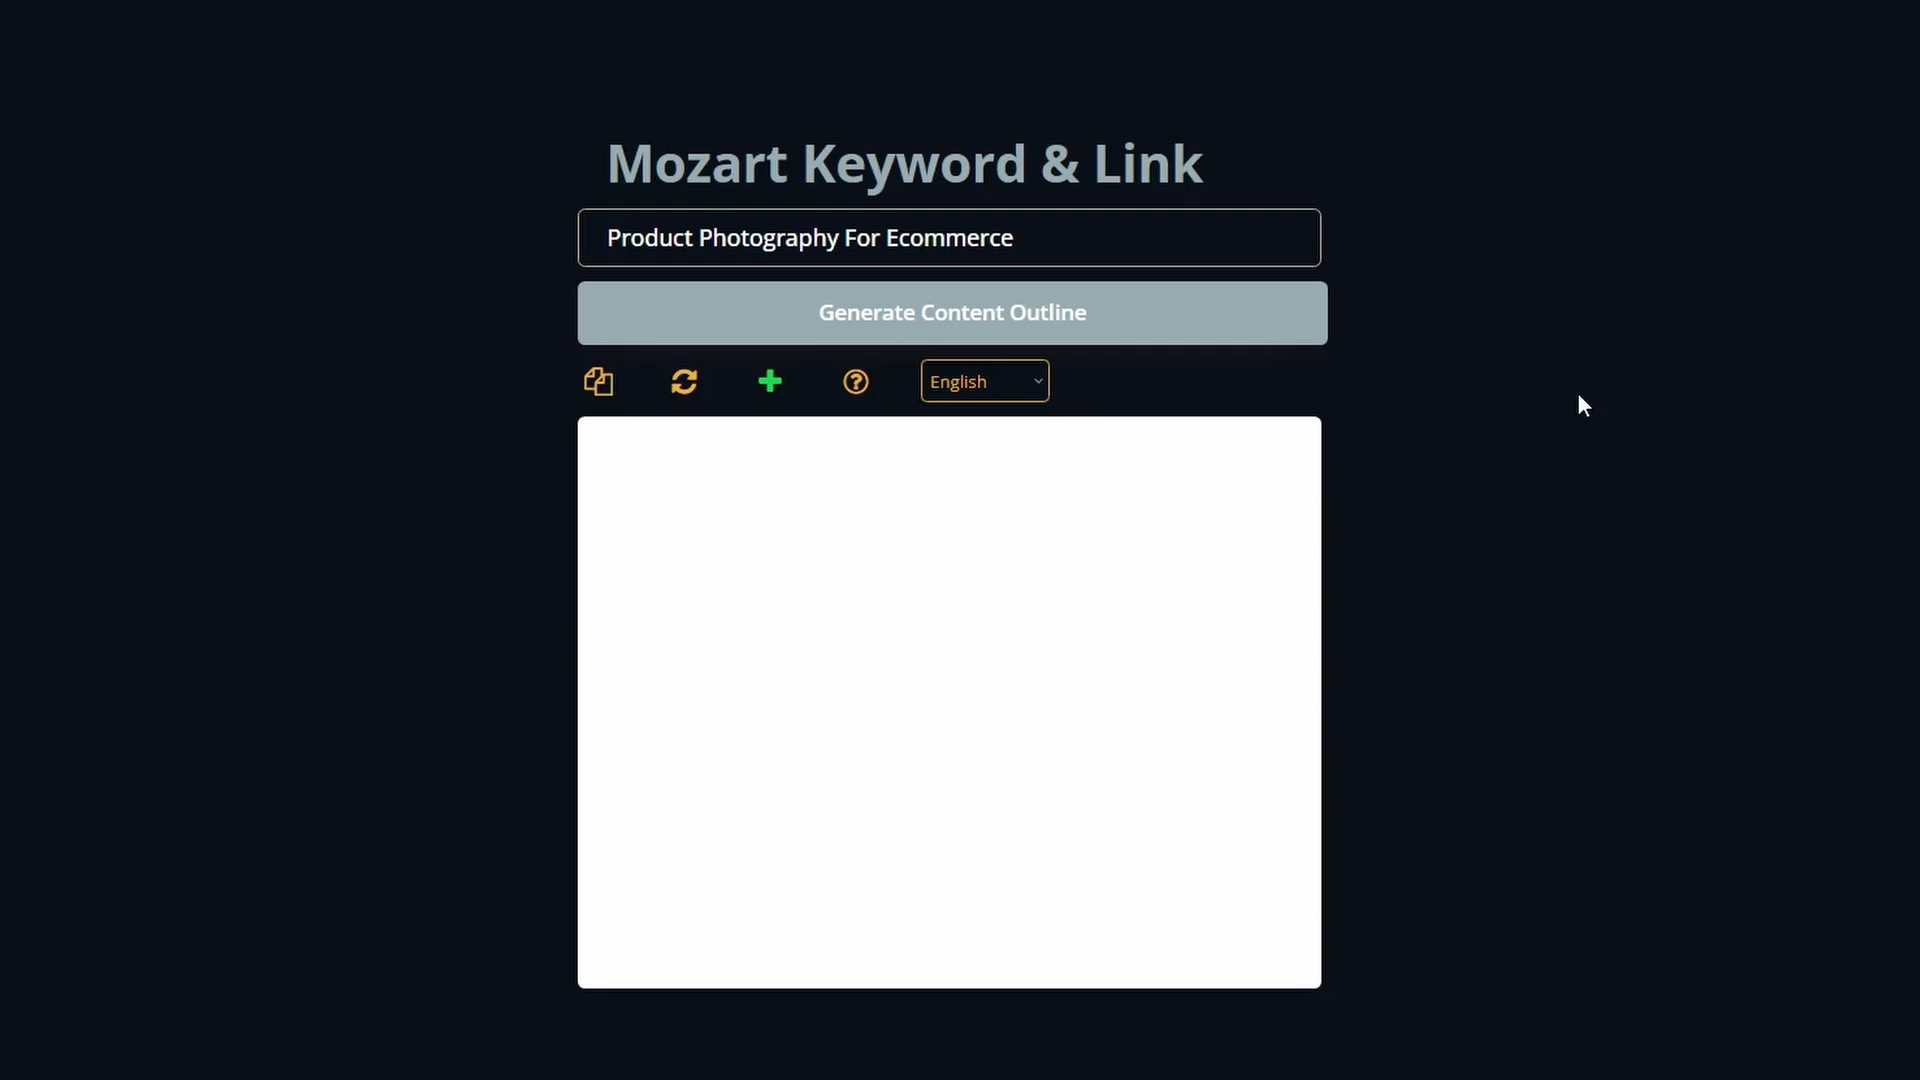 Mozart Keyword & Link
Product Photography For Ecommerce
Generate Content Outline
English